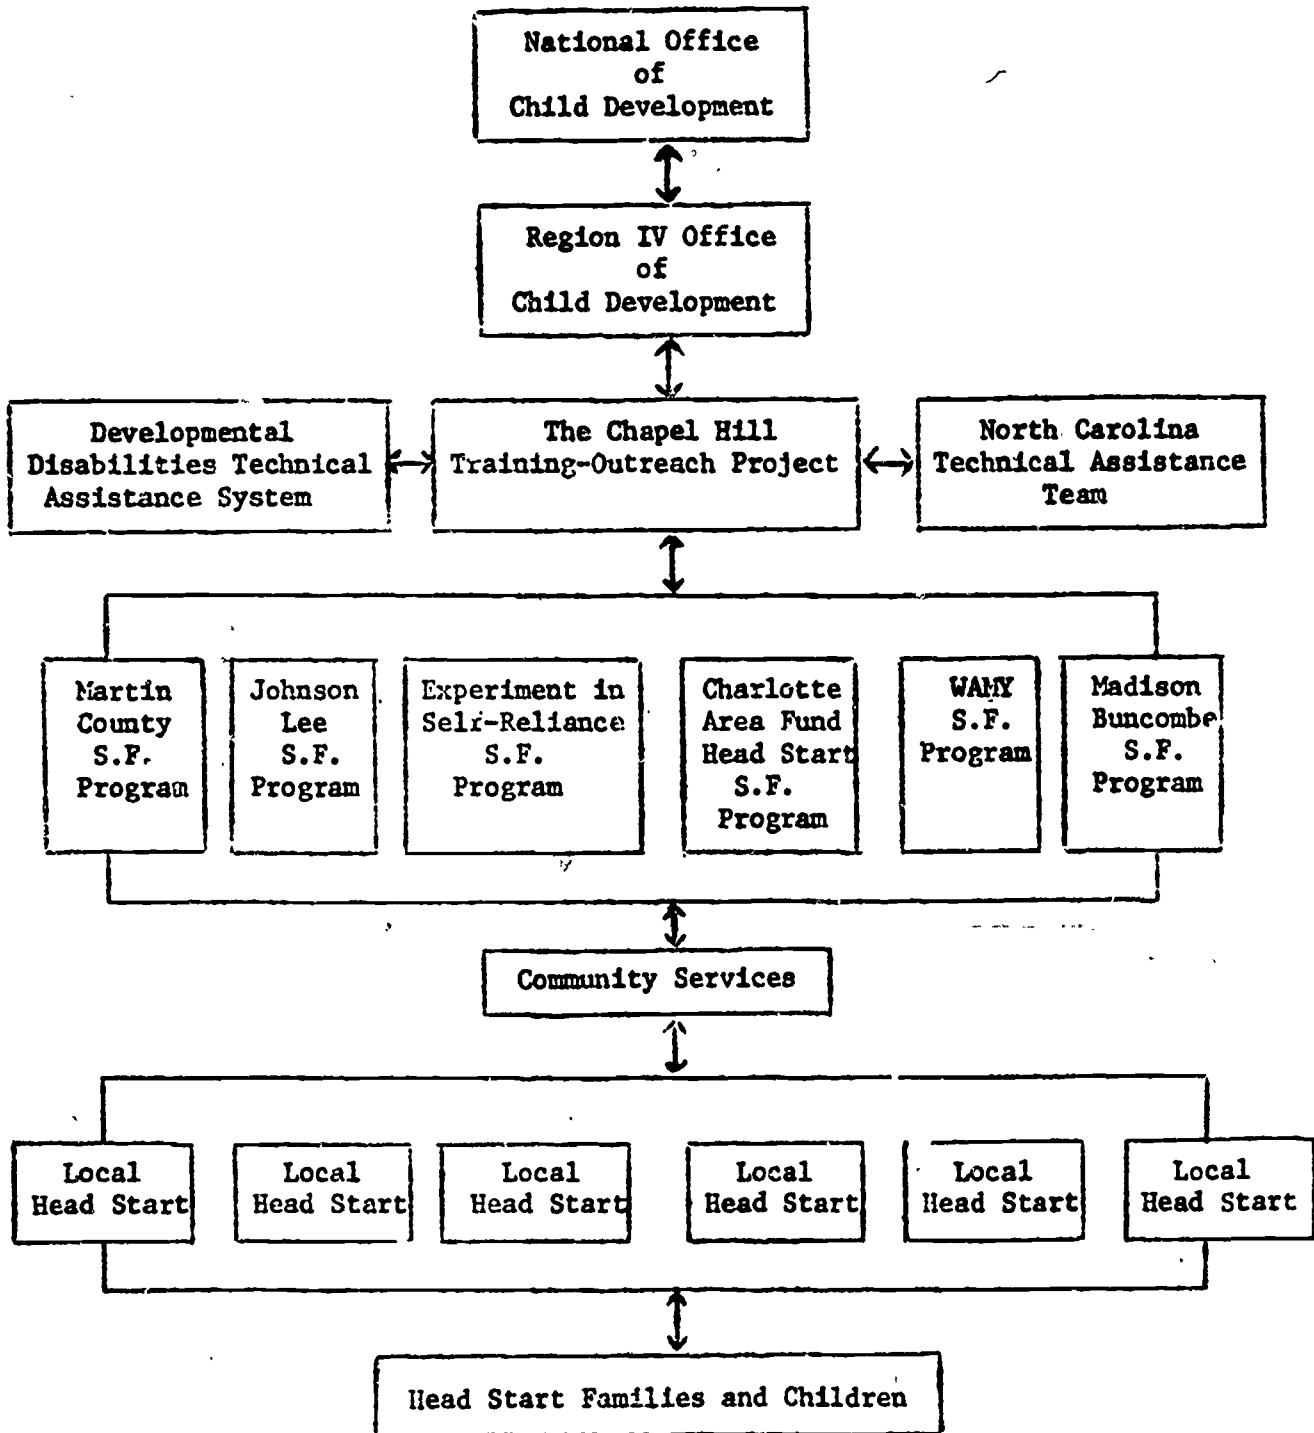 National Office
of
Child Development
Region IV Office
of
Child Development
Developmental
Disabilities Technical
Assistance System
The Chapel Hill
Training-Outreach Project
North Carolina
Technical Assistance
Team
Martin
County
S.F.
Program
Johnson
Lee
S.F.
Program
Experiment in
Self-Reliance
S.F.
Program
Charlotte
Area Fund
Head Start
S.F.
Program
WAMY
S.F.
Program
Madison
Buncombe
S.F.
Program
Community Services
Local
Head Start
Local
Head Start
Local
Head Start
Local
Head Start
Local
Head Start
Local
Head Start
Head Start Families and Children